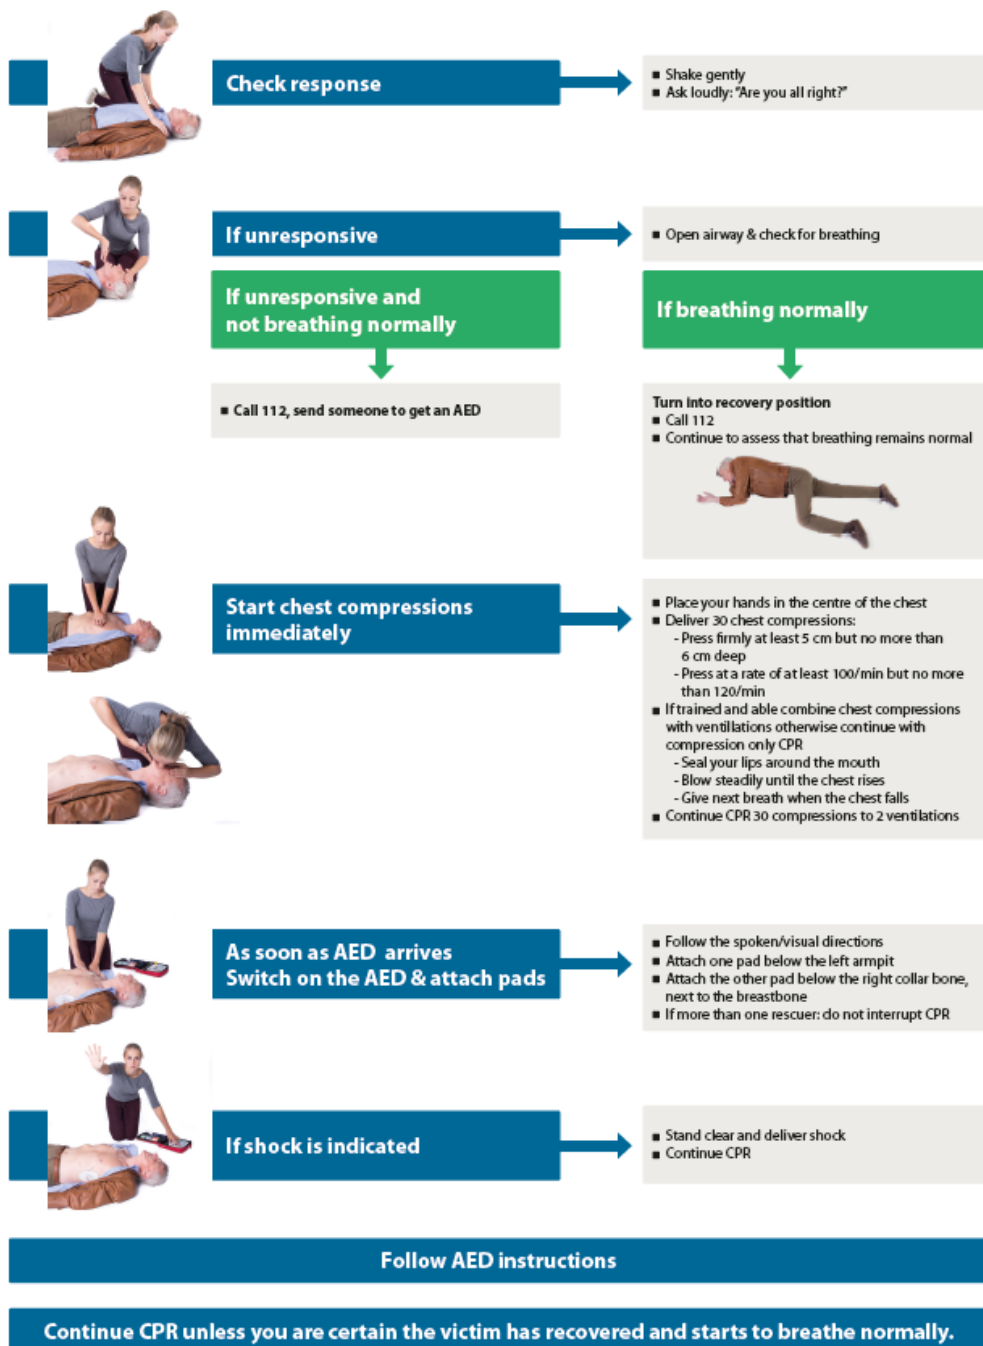 Check response
■ Shake gently
■ Ask loudly: “Are you all right?”
If unresponsive
■ Open airway & check for breathing
If unresponsive and
not breathing normally
If breathing normally
■ Call 112, send someone to get an AED
Turn into recovery position
■ Call 112
■ Continue to assess that breathing remains normal
Start chest compressions
immediately
■ Place your hands in the centre of the chest
■ Deliver 30 chest compressions:
- Press firmly at least 5 cm but no more than
6 cm deep
- Press at a rate of at least 100/min but no more
than 120/min
■ If trained and able combine chest compressions
with ventillations otherwise continue with
compression only CPR
- Seal your lips around the mouth
- Blow steadily until the chest rises
- Give next breath when the chest falls
■ Continue CPR 30 compressions to 2 ventilations
As soon as AED arrives
Switch on the AED & attach pads
■ Follow the spoken/visual directions
■ Attach one pad below the left armpit
■ Attach the other pad below the right collar bone,
next to the breastbone
■ If more than one rescuer: do not interrupt CPR
If shock is indicated
■ Stand clear and deliver shock
■ Continue CPR
Follow AED instructions
Continue CPR unless you are certain the victim has recovered and starts to breathe normally.